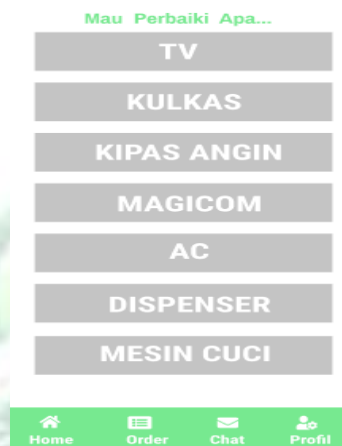 Mau Perbaiki Apa...
TV
KULKAS
KIPAS ANGIN
MAGICOM
AC
DISPENSER
MESIN CUCI
Home Order Chat Profil